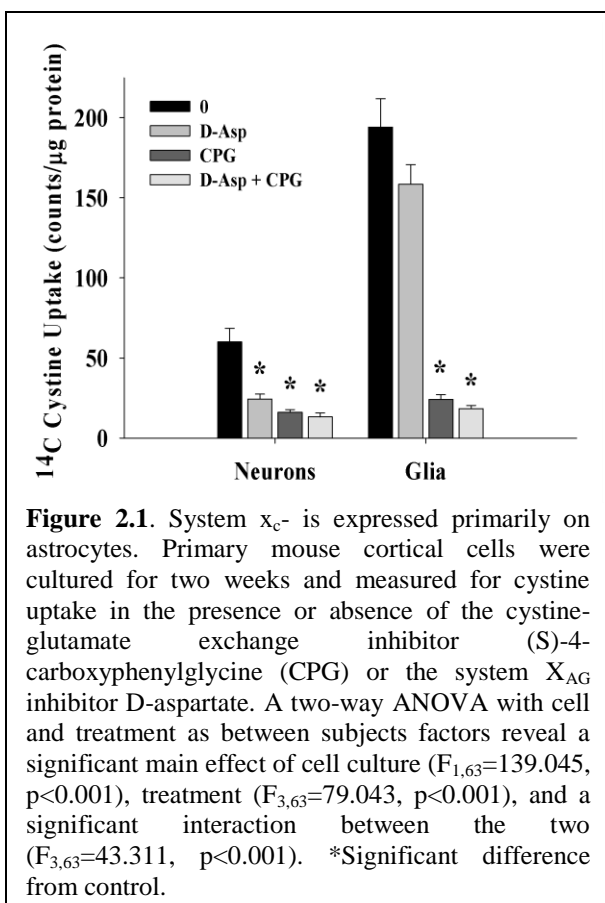 ¹⁴C Cystine Uptake (counts/µg protein)
200
150
100
50
0
0
D-Asp
CPG
D-Asp + CPG
* * *
* *
Neurons Glia
Figure 2.1. System x꜀- is expressed primarily on
astrocytes. Primary mouse cortical cells were
cultured for two weeks and measured for cystine
uptake in the presence or absence of the cystine-
glutamate exchange inhibitor (S)-4-
carboxyphenylglycine (CPG) or the system X_AG
inhibitor D-aspartate. A two-way ANOVA with cell
and treatment as between subjects factors reveal a
significant main effect of cell culture (F₁,₆₃=139.045,
p<0.001), treatment (F₃,₆₃=79.043, p<0.001), and a
significant interaction between the two
(F₃,₆₃=43.311, p<0.001). *Significant difference
from control.